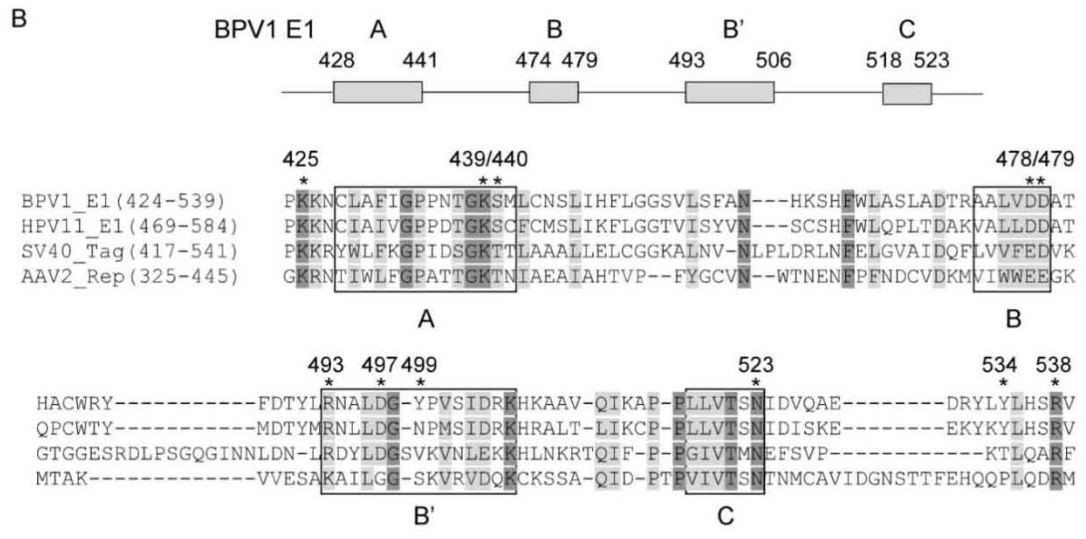 B
BPV1 E1 A B B' C
428 441 474 479 493 506 518 523
425 439/440 478/479
* ** **
BPV1_E1(424-539) PKKNCLAFIGPPNTGKSMLCNSLIHFLGGSVLSFAN---HKSHFWLASLADTRAALVDDAT
HPV11_E1(469-584) PKKNCIAIVGPPDTGKSCFCMSLIKFLGGTVISYVN---SCSHFWLQPLTDAKVALLDDAT
SV40_Tag(417-541) PKKRYWLFKGPIDSGKTTLAAALLELCGGKALNV-NLPLDRLNFELGVAIDQFLVVFEDVK
AAV2_Rep(325-445) GKRNTIWLFGPATTGKTNIAEAIAHTVP--FYGCVN--WTNENFPFNDCVDKMVIWWEEGK
A B
493 497 499 523 534 538
* * * * * *
HACWRY-----------FDTYLRNALDG-YPVSIDRKHKAAV-QIKAP-PLLVTSNIDVQAE--------DRYLYLHSRV
QPCWTY-----------MDTYMRNLLDG-NPMSIDRKHRALT-LIKCP-PLLVTSNIDISKE--------EKYKYLHSRV
GTGGESRDLPSGQGINNLDN-LRDYLDGSVKVNLEKKHLNKRTQIF-PPGIVTMNEFSVP----------KTLQARF
MTAK-------------VVESAKAILGG-SKVRVDQKCKSSA-QID-PTPVIVTSNTNMCAVIDGNSTTFEHQQPLQDRM
B' C